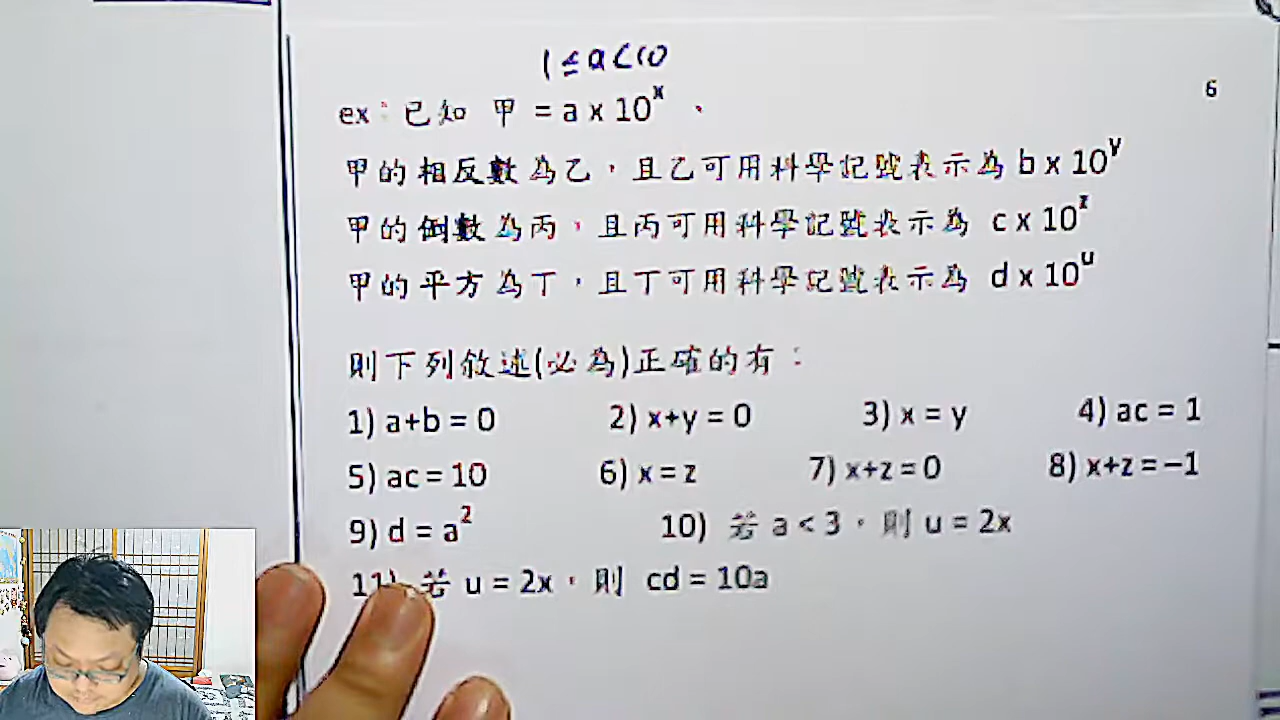 1≤a<10
6
ex:已知 甲 = a x 10^x 、
甲的相反數為乙,且乙可用科學記號表示為 b x 10^y
甲的倒數為丙,且丙可用科學記號表示為 c x 10^z
甲的平方為丁,且丁可用科學記號表示為 d x 10^u
則下列敘述(必為)正確的有:
1) a+b = 0 2) x+y = 0 3) x = y 4) ac = 1
5) ac = 10 6) x = z 7) x+z = 0 8) x+z = −1
9) d = a^2 10) 若 a < 3,則 u = 2x
11) 若 u = 2x,則 cd = 10a